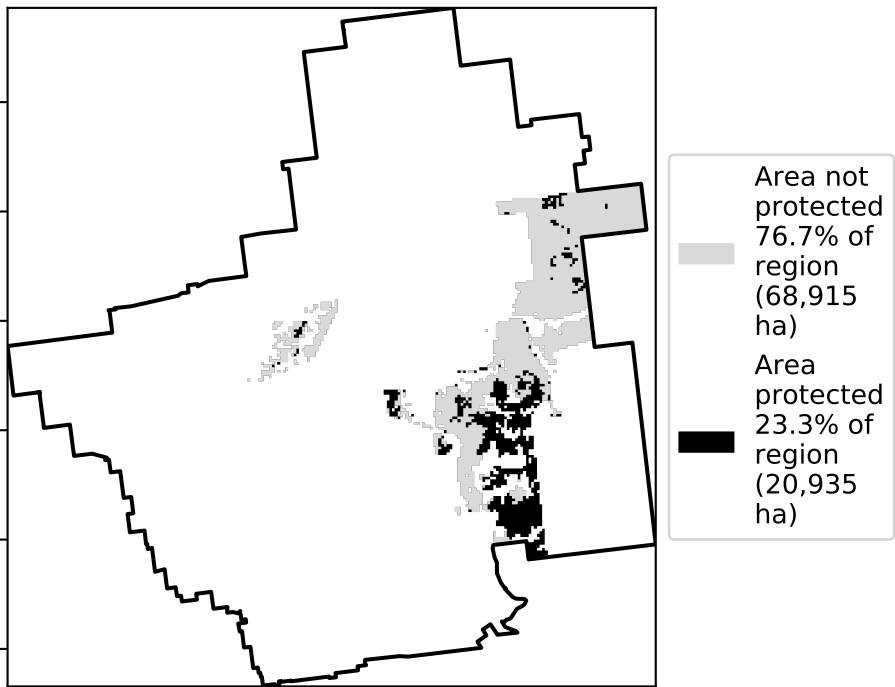 Area not
protected
76.7% of
region
(68,915
ha)
Area
protected
23.3% of
region
(20,935
ha)